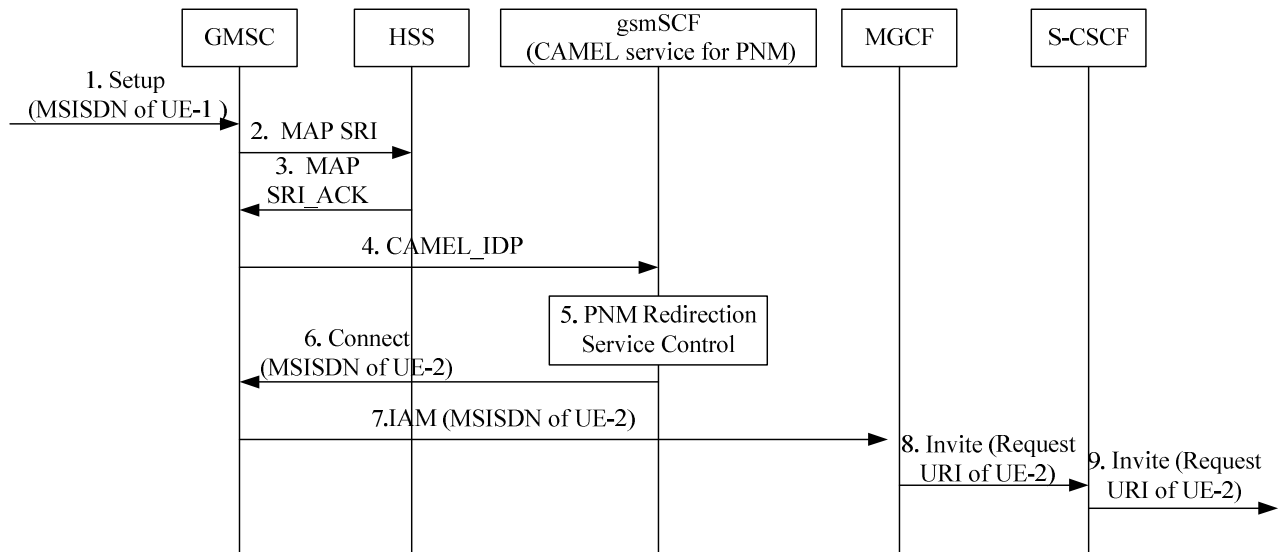 GMSC
HSS
gsmSCF
(CAMEL service for PNM)
MGCF
S-CSCF
1. Setup
(MSISDN of UE-1 )
2. MAP SRI
3. MAP
SRI_ACK
4. CAMEL_IDP
5. PNM Redirection
Service Control
6. Connect
(MSISDN of UE-2)
7.IAM (MSISDN of UE-2)
8. Invite (Request
URI of UE-2)
9. Invite (Request
URI of UE-2)